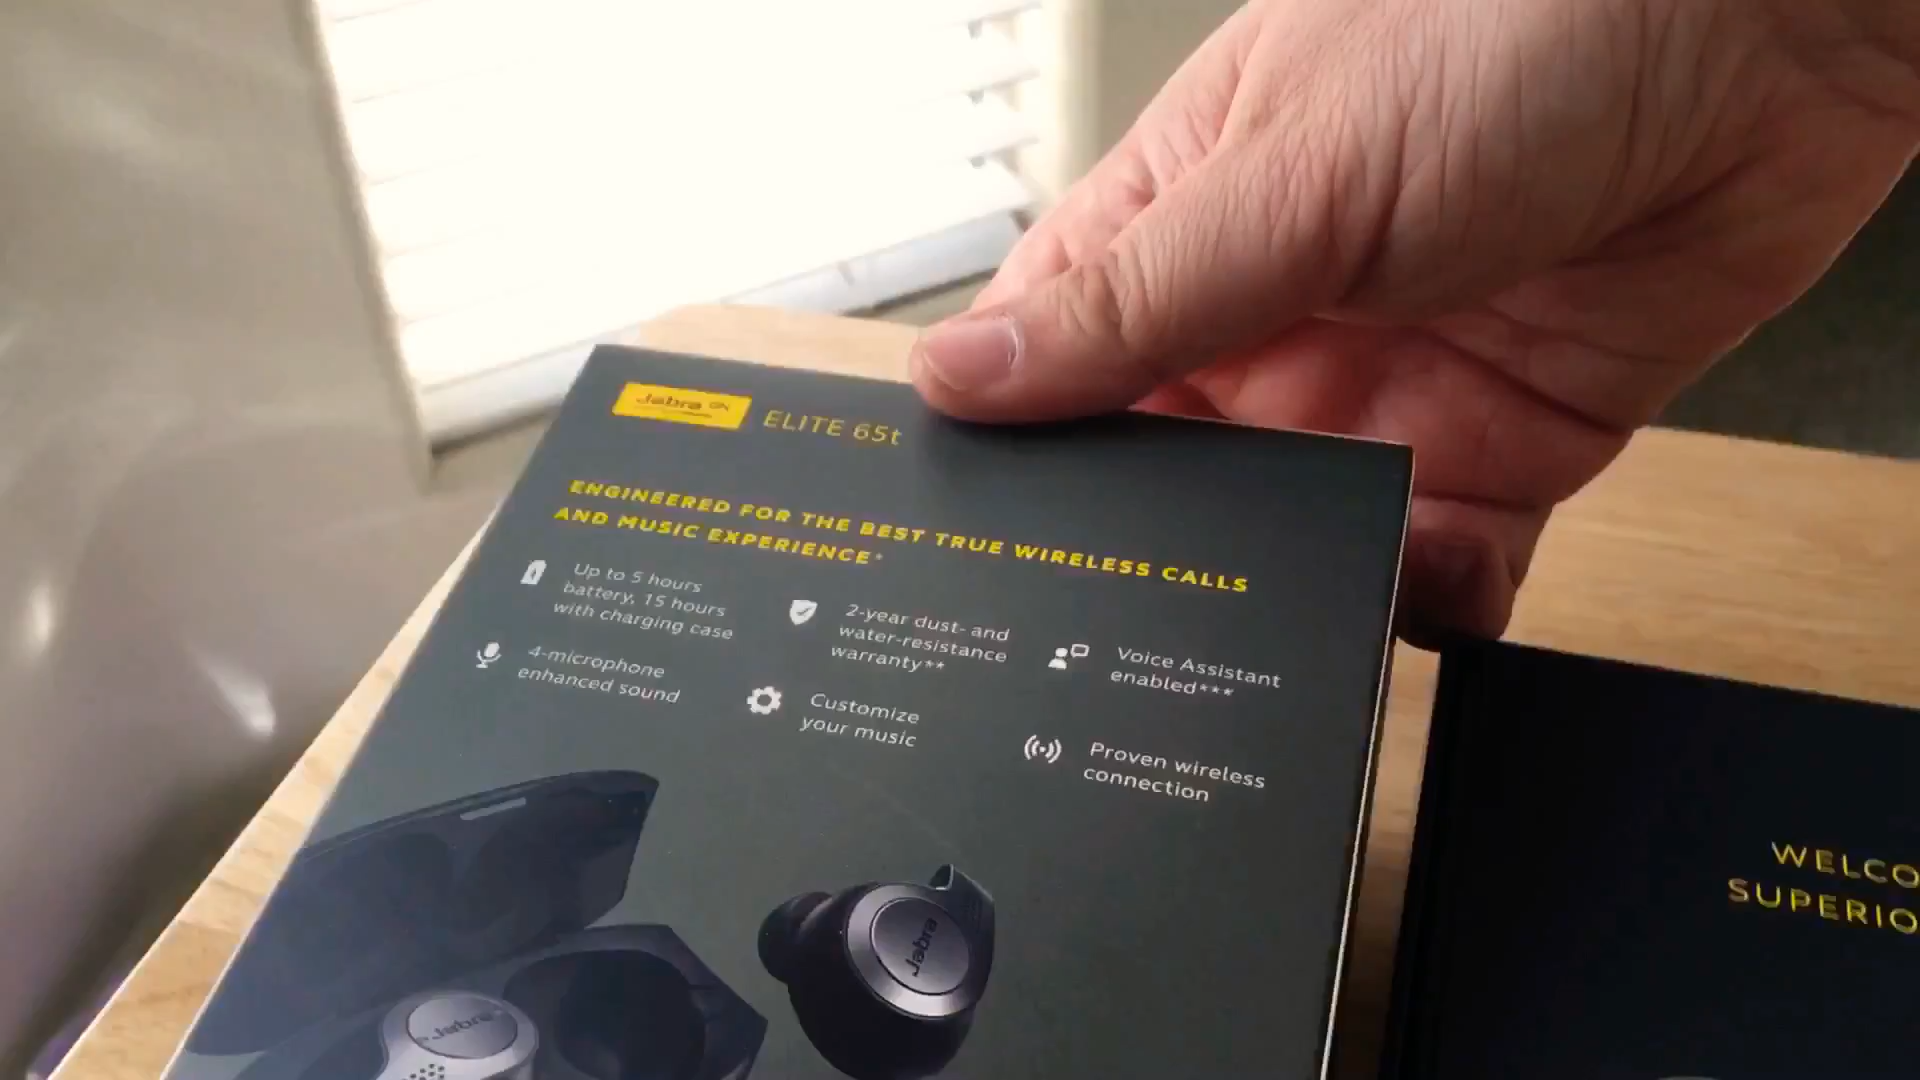 Jabra GN
ELITE 65t
ENGINEERED FOR THE BEST TRUE WIRELESS CALLS
AND MUSIC EXPERIENCE*
Up to 5 hours
battery, 15 hours
with charging case
2-year dust- and
water-resistance
warranty**
Voice Assistant
enabled***
4-microphone
enhanced sound
Customize
your music
Proven wireless
connection
Jabra
Jabra
WELCO
SUPERIO